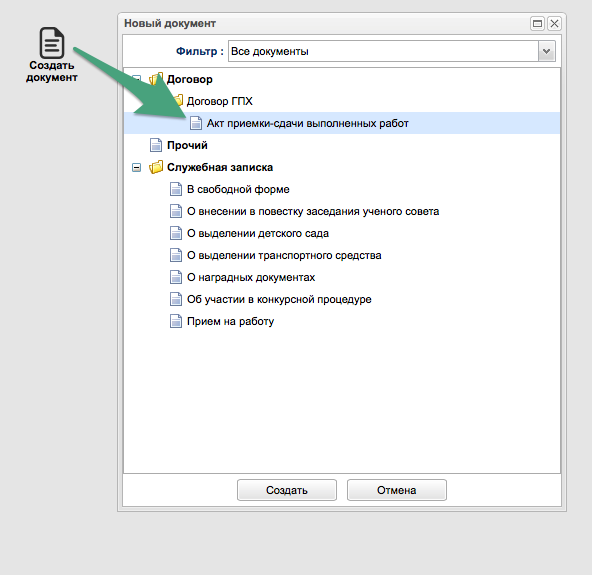 Создать
документ
Новый документ
Фильтр :
Все документы
Договор
Договор ГПХ
Акт приемки-сдачи выполненных работ
Прочий
Служебная записка
В свободной форме
О внесении в повестку заседания ученого совета
О выделении детского сада
О выделении транспортного средства
О наградных документах
Об участии в конкурсной процедуре
Прием на работу
Создать
Отмена